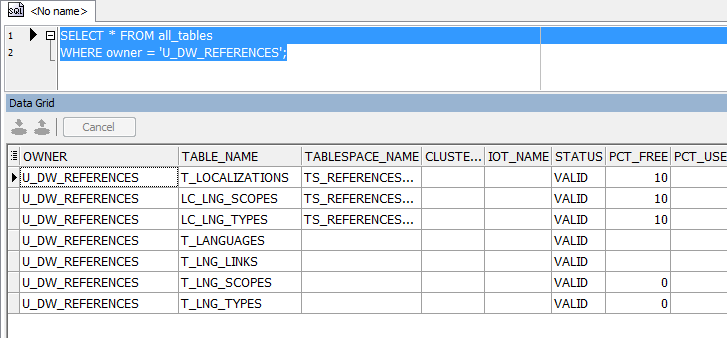 SQL <No name>
1 SELECT * FROM all_tables
2 WHERE owner = 'U_DW_REFERENCES';
Data Grid
Cancel
OWNER TABLE_NAME TABLESPACE_NAME CLUSTE... IOT_NAME STATUS PCT_FREE PCT_USE
U_DW_REFERENCES T_LOCALIZATIONS TS_REFERENCES... VALID 10
U_DW_REFERENCES LC_LNG_SCOPES TS_REFERENCES... VALID 10
U_DW_REFERENCES LC_LNG_TYPES TS_REFERENCES... VALID 10
U_DW_REFERENCES T_LANGUAGES VALID
U_DW_REFERENCES T_LNG_LINKS VALID
U_DW_REFERENCES T_LNG_SCOPES VALID 0
U_DW_REFERENCES T_LNG_TYPES VALID 0